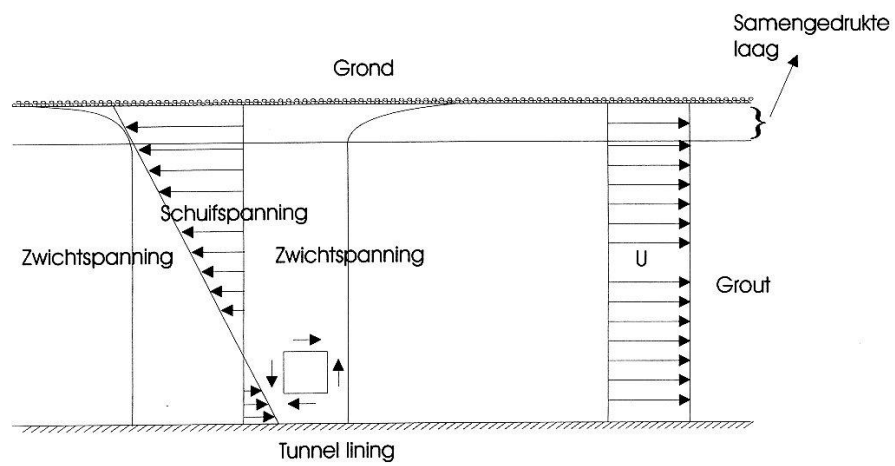 Samengedrukte
laag
Grond
Schuifspanning
Zwichtspanning
Zwichtspanning
U
Grout
Tunnel lining